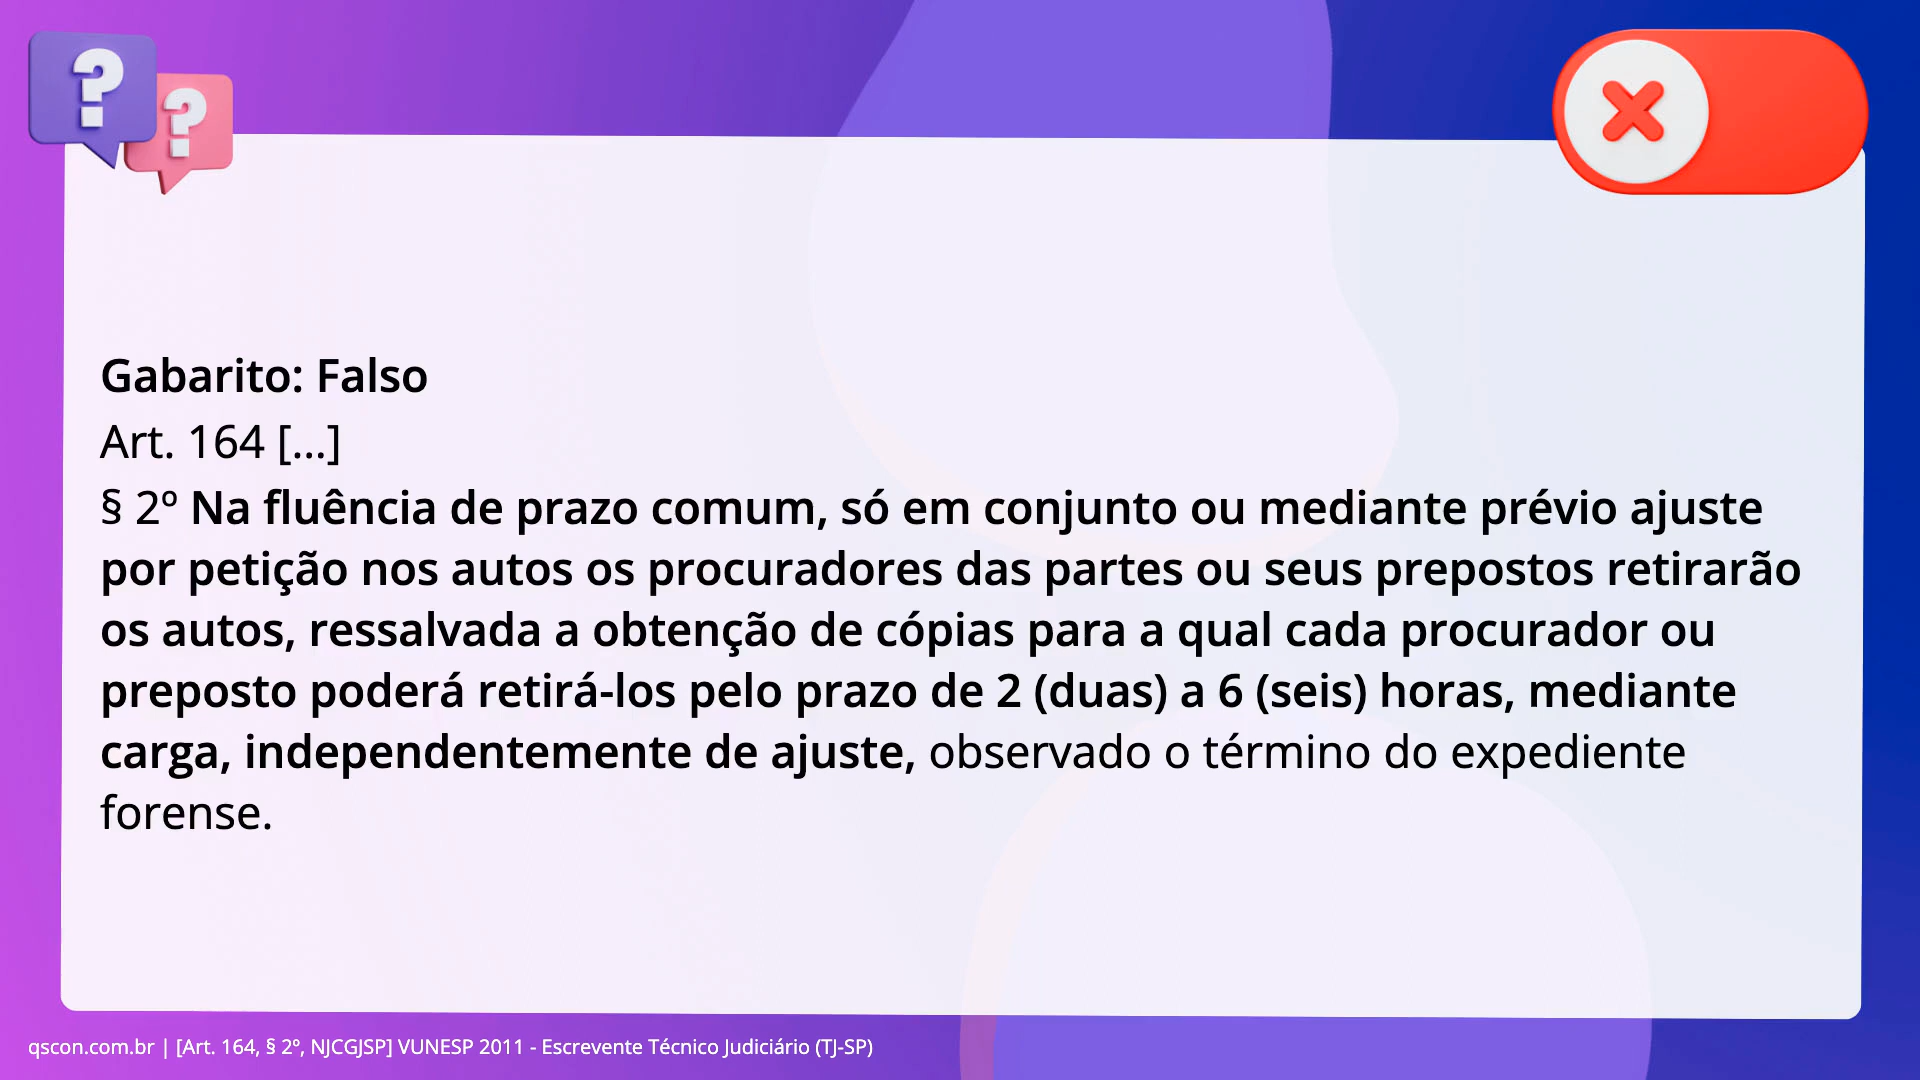 ?
?
Gabarito: Falso
Art. 164 [...]
§ 2º Na fluência de prazo comum, só em conjunto ou mediante prévio ajuste
por petição nos autos os procuradores das partes ou seus prepostos retirarão
os autos, ressalvada a obtenção de cópias para a qual cada procurador ou
preposto poderá retirá-los pelo prazo de 2 (duas) a 6 (seis) horas, mediante
carga, independentemente de ajuste, observado o término do expediente
forense.
qscon.com.br | [Art. 164, § 2º, NJCGJSP] VUNESP 2011 - Escrevente Técnico Judiciário (TJ-SP)